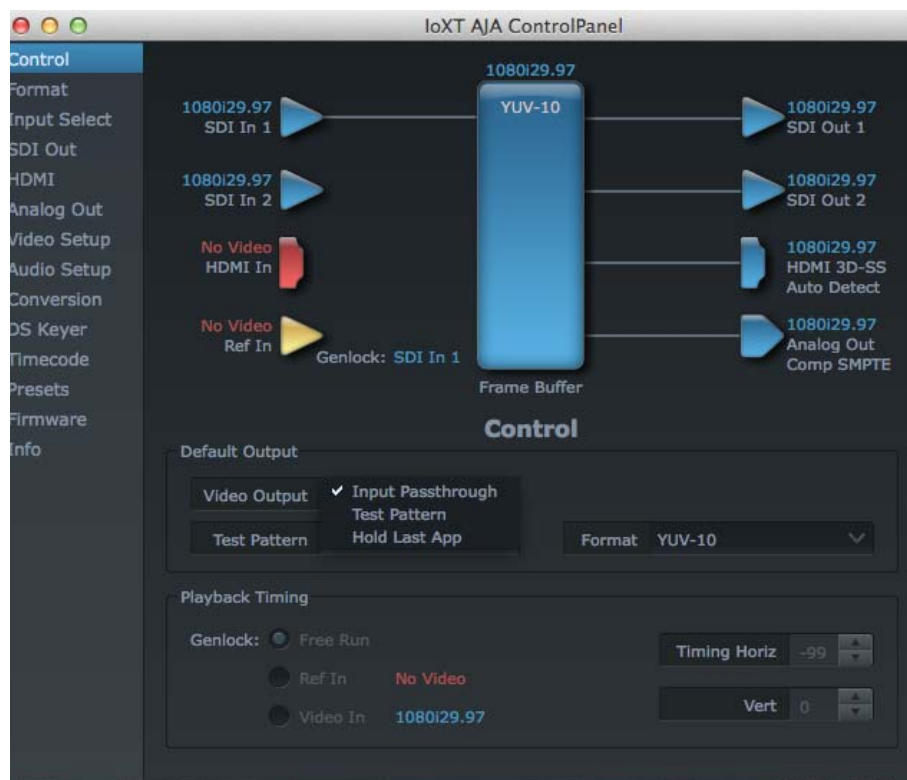 IoXT AJA ControlPanel
Control
Format
Input Select
SDI Out
HDMI
Analog Out
Video Setup
Audio Setup
Conversion
DS Keyer
Timecode
Presets
Firmware
Info
1080i29.97
YUV-10
1080i29.97
SDI In 1
1080i29.97
SDI In 2
No Video
HDMI In
No Video
Ref In
Genlock: SDI In 1
Frame Buffer
1080i29.97
SDI Out 1
1080i29.97
SDI Out 2
1080i29.97
HDMI 3D-SS
Auto Detect
1080i29.97
Analog Out
Comp SMPTE
Control
Default Output
Video Output
✓ Input Passthrough
Test Pattern
Hold Last App
Test Pattern
Format YUV-10
Playback Timing
Genlock: Free Run
Ref In No Video
Video In 1080i29.97
Timing Horiz -99
Vert 0